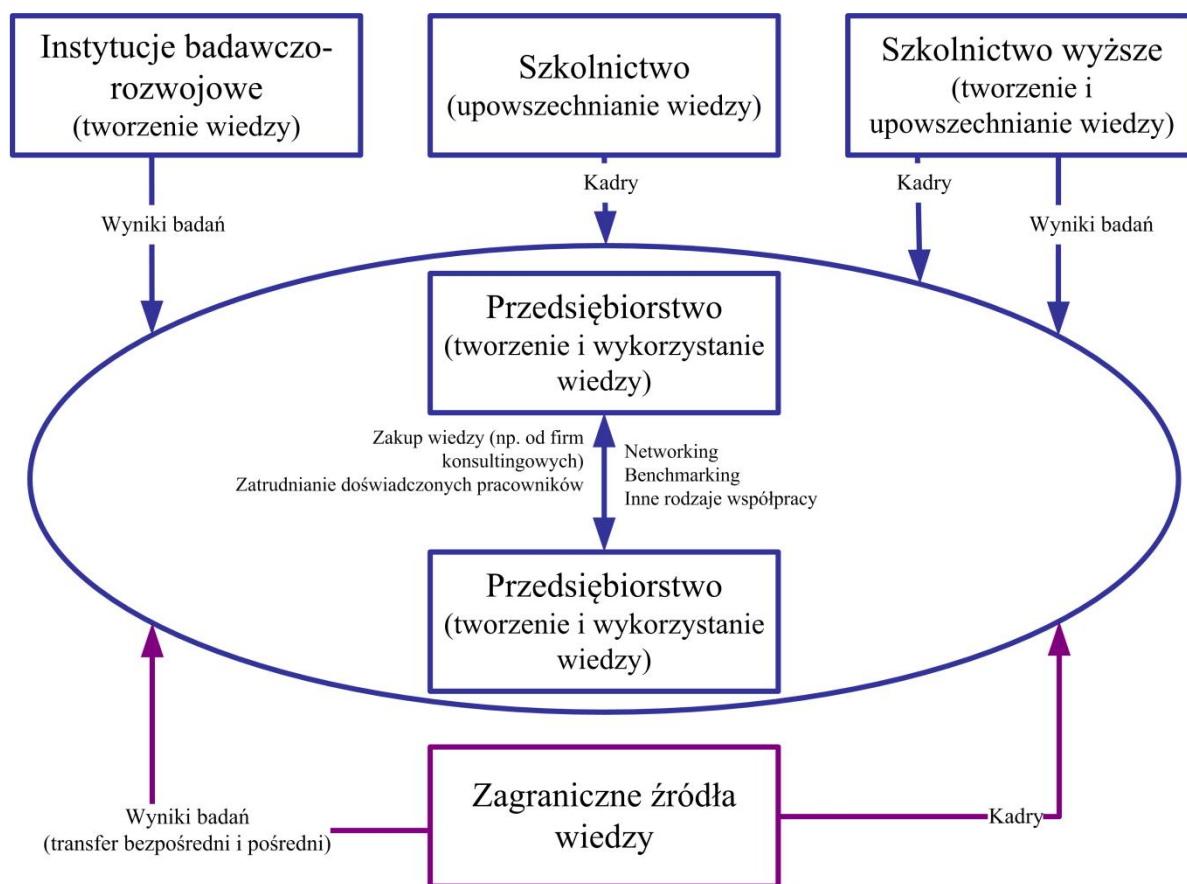 Instytucje badawczo-
rozwojowe
(tworzenie wiedzy)
Szkolnictwo
(upowszechnianie wiedzy)
Szkolnictwo wyższe
(tworzenie i
upowszechnianie wiedzy)
Wyniki badań
Kadry
Kadry
Wyniki badań
Przedsiębiorstwo
(tworzenie i wykorzystanie
wiedzy)
Zakup wiedzy (np. od firm
konsultingowych)
Zatrudnianie doświadczonych pracowników
Networking
Benchmarking
Inne rodzaje współpracy
Przedsiębiorstwo
(tworzenie i wykorzystanie
wiedzy)
Wyniki badań
(transfer bezpośredni i pośredni)
Zagraniczne źródła
wiedzy
Kadry